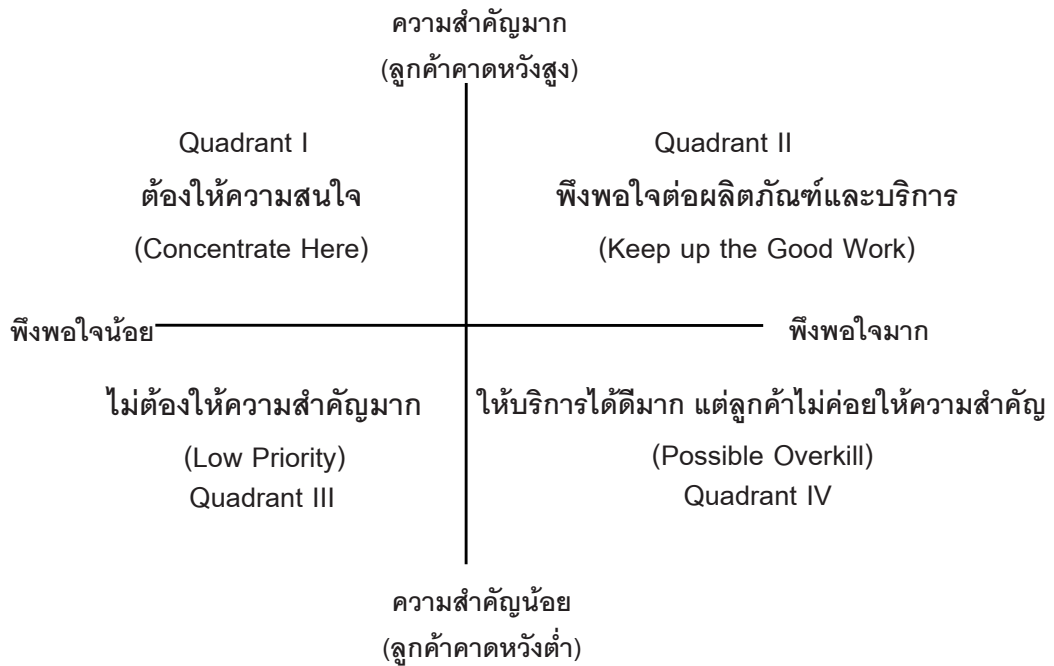 ความสำคัญมาก
(ลูกค้าคาดหวังสูง)
Quadrant I
ต้องให้ความสนใจ
(Concentrate Here)
Quadrant II
พึงพอใจต่อผลิตภัณฑ์และบริการ
(Keep up the Good Work)
พึงพอใจน้อย
พึงพอใจมาก
ไม่ต้องให้ความสำคัญมาก
(Low Priority)
Quadrant III
ให้บริการได้ดีมาก แต่ลูกค้าไม่ค่อยให้ความสำคัญ
(Possible Overkill)
Quadrant IV
ความสำคัญน้อย
(ลูกค้าคาดหวังต่ำ)